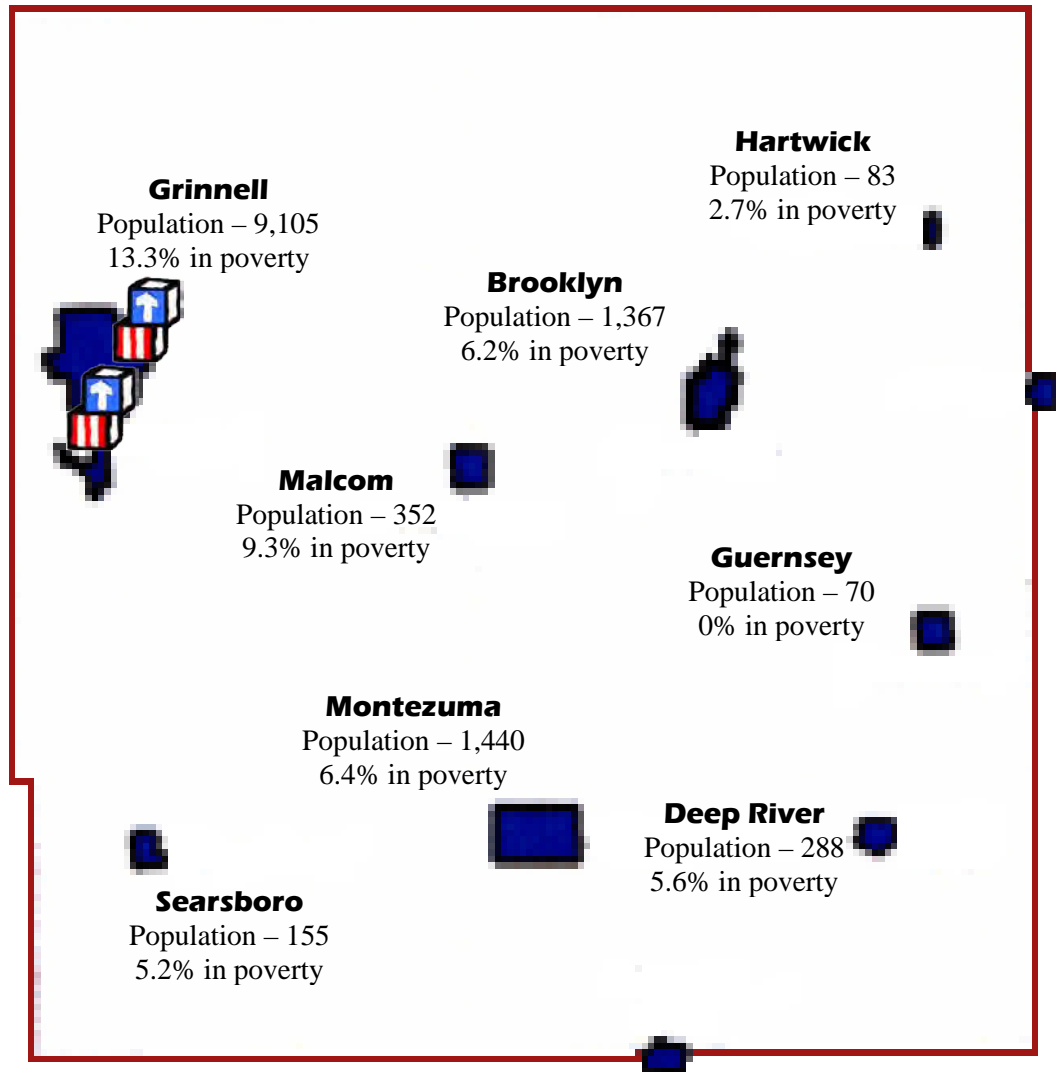 Hartwick
Population – 83
2.7% in poverty
Grinnell
Population – 9,105
13.3% in poverty
Brooklyn
Population – 1,367
6.2% in poverty
Malcom
Population – 352
9.3% in poverty
Guernsey
Population – 70
0% in poverty
Montezuma
Population – 1,440
6.4% in poverty
Deep River
Population – 288
5.6% in poverty
Searsboro
Population – 155
5.2% in poverty